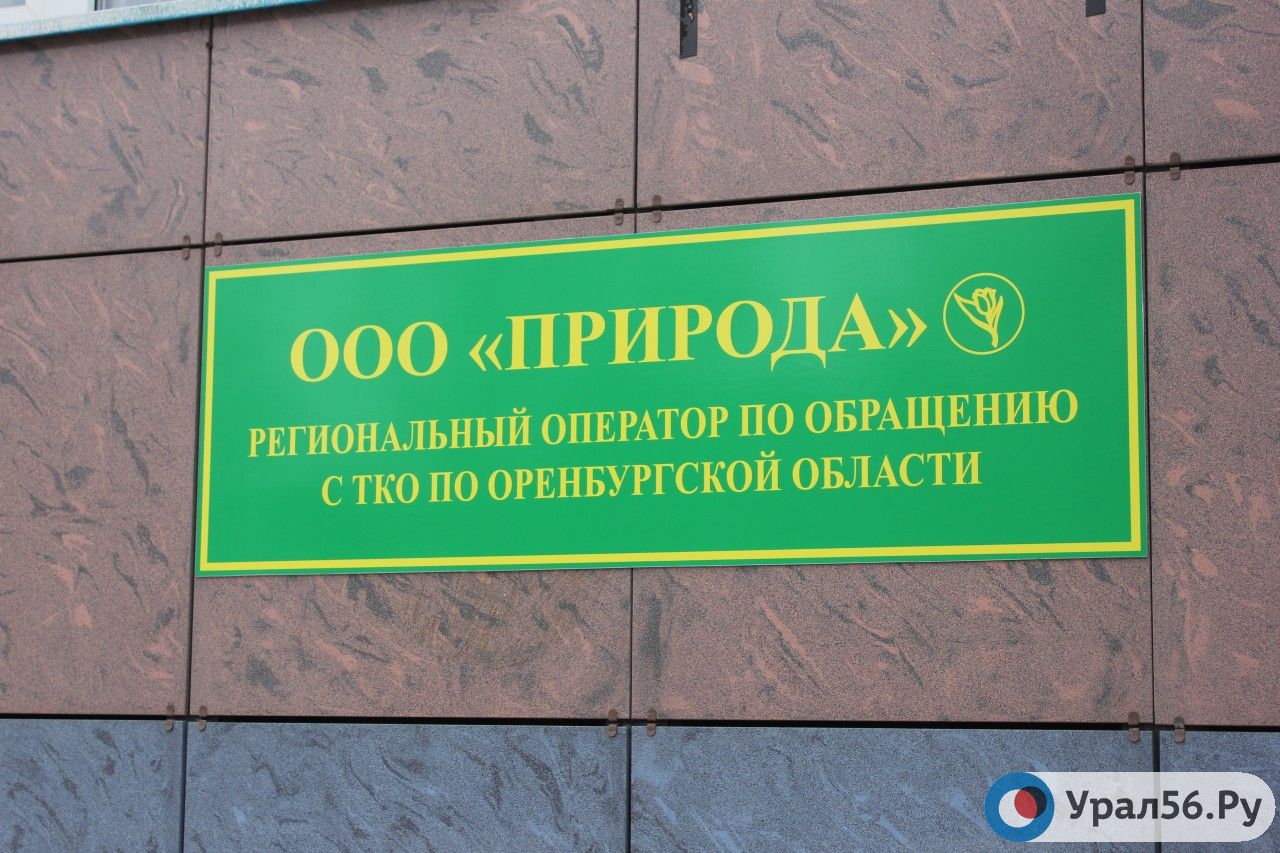 ООО «ПРИРОДА»
РЕГИОНАЛЬНЫЙ ОПЕРАТОР ПО ОБРАЩЕНИЮ
С ТКО ПО ОРЕНБУРГСКОЙ ОБЛАСТИ
Урал56.Ру